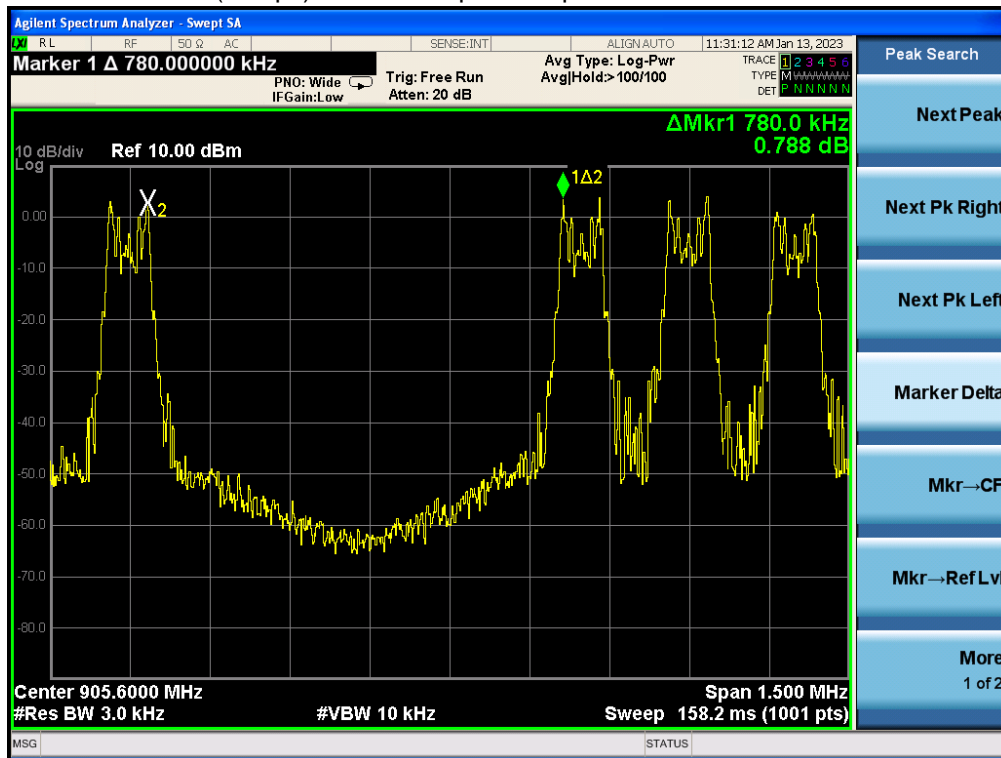 Agilent Spectrum Analyzer - Swept SA
LXI RL RF 50 Ω AC SENSE:INT ALIGN AUTO 11:31:12 AM Jan 13, 2023
Marker 1 Δ 780.000000 kHz
PNO: Wide
IFGain:Low
Trig: Free Run
Atten: 20 dB
Avg Type: Log-Pwr
Avg|Hold:>100/100
TRACE 1 2 3 4 5 6
TYPE M
DET P N N N N N
ΔMkr1 780.0 kHz
0.788 dB
10 dB/div Ref 10.00 dBm
Log
1Δ2
X2
0.00
-10.0
-20.0
-30.0
-40.0
-50.0
-60.0
-70.0
-80.0
Center 905.6000 MHz Span 1.500 MHz
#Res BW 3.0 kHz #VBW 10 kHz Sweep 158.2 ms (1001 pts)
MSG STATUS
Peak Search
Next Peak
Next Pk Right
Next Pk Left
Marker Delta
Mkr→CF
Mkr→Ref Lvl
More
1 of 2